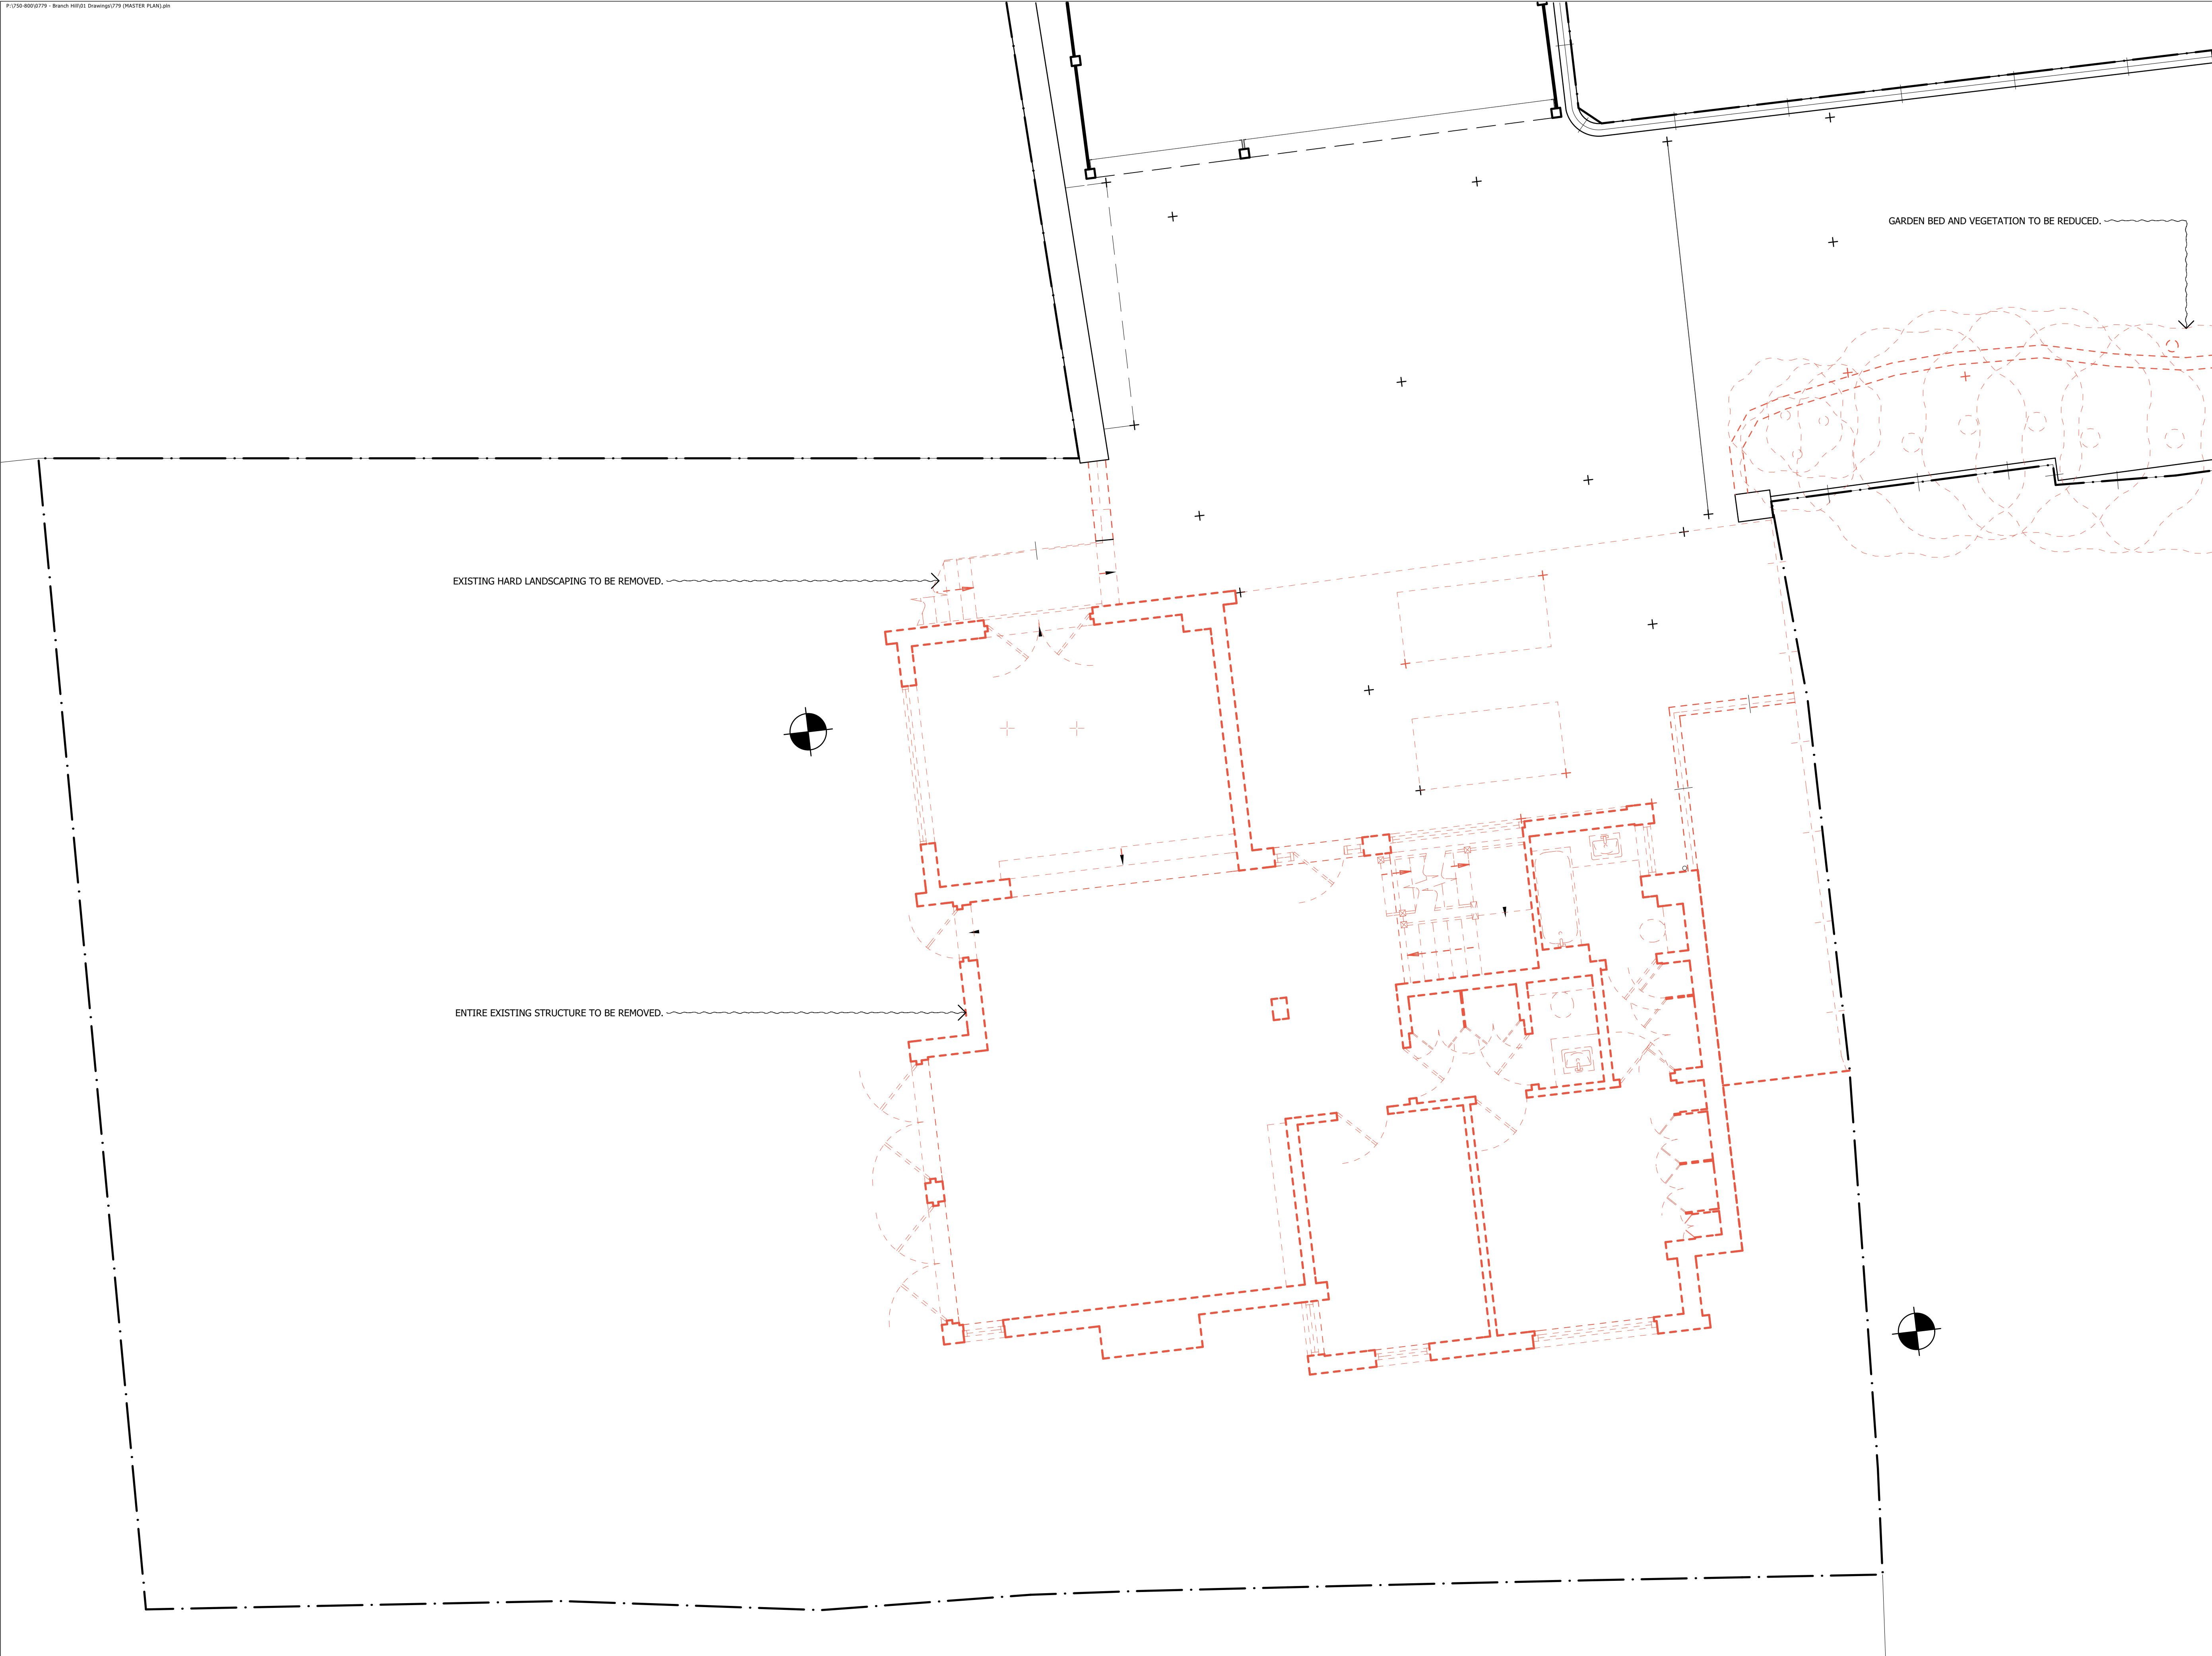 P:\750-800\0779 - Branch Hill\01 Drawings\779 (MASTER PLAN).pln
GARDEN BED AND VEGETATION TO BE REDUCED.
EXISTING HARD LANDSCAPING TO BE REMOVED.
ENTIRE EXISTING STRUCTURE TO BE REMOVED.